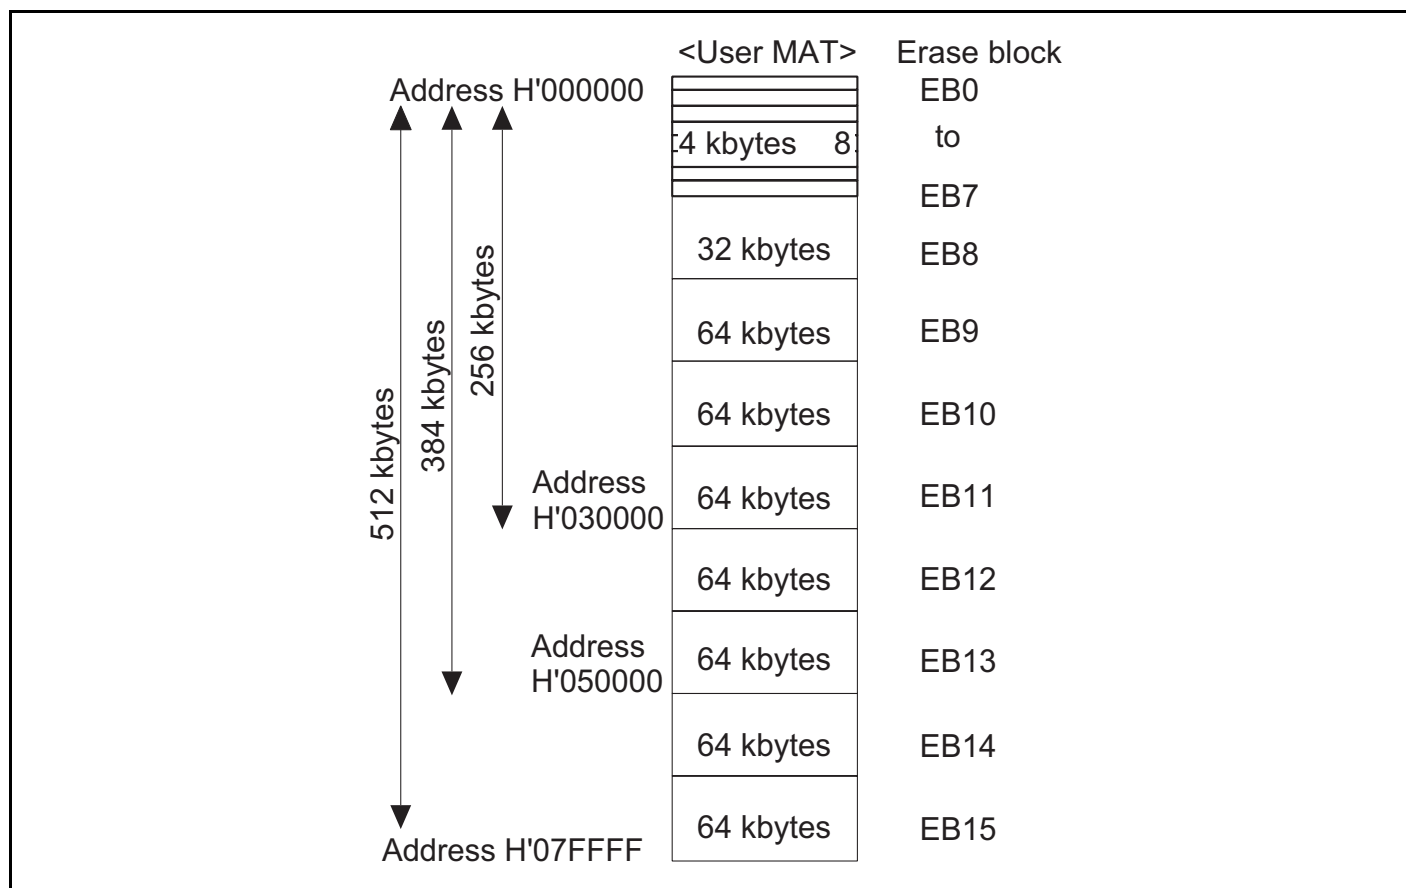 <User MAT> Erase block
Address H'000000
EB0
4 kbytes 8
to
EB7
32 kbytes
EB8
64 kbytes
EB9
64 kbytes
EB10
Address
H'030000
64 kbytes
EB11
64 kbytes
EB12
Address
H'050000
64 kbytes
EB13
64 kbytes
EB14
64 kbytes
EB15
Address H'07FFFF
512 kbytes
384 kbytes
256 kbytes